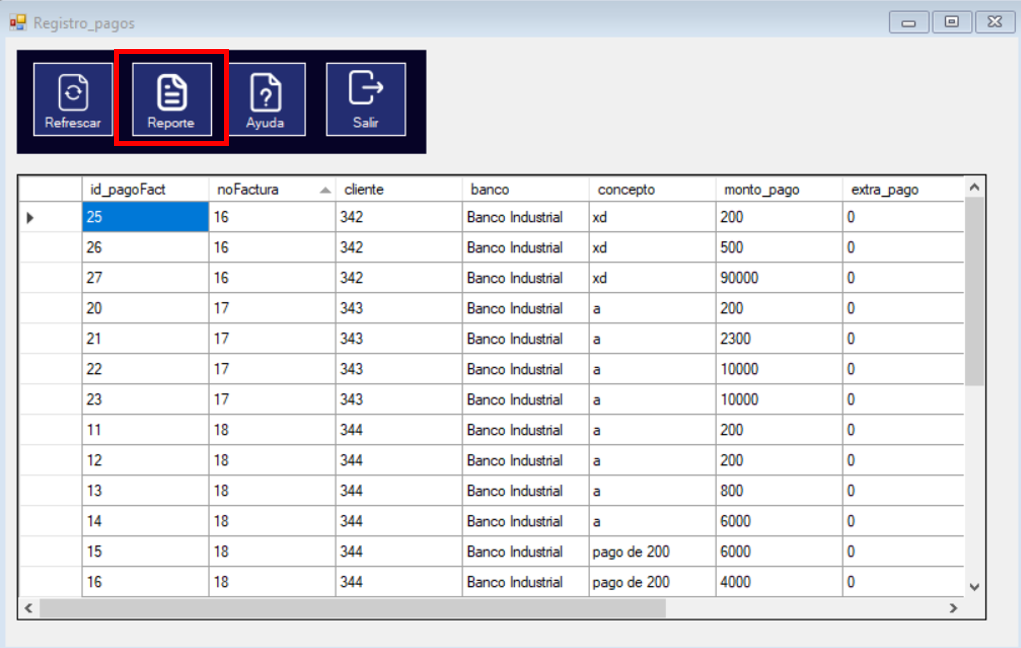 Registro_pagos
Refrescar Reporte Ayuda Salir
id_pagoFact noFactura cliente banco concepto monto_pago extra_pago
25 16 342 Banco Industrial xd 200 0
26 16 342 Banco Industrial xd 500 0
27 16 342 Banco Industrial xd 90000 0
20 17 343 Banco Industrial a 200 0
21 17 343 Banco Industrial a 2300 0
22 17 343 Banco Industrial a 10000 0
23 17 343 Banco Industrial a 10000 0
11 18 344 Banco Industrial a 200 0
12 18 344 Banco Industrial a 200 0
13 18 344 Banco Industrial a 800 0
14 18 344 Banco Industrial a 6000 0
15 18 344 Banco Industrial pago de 200 6000 0
16 18 344 Banco Industrial pago de 200 4000 0